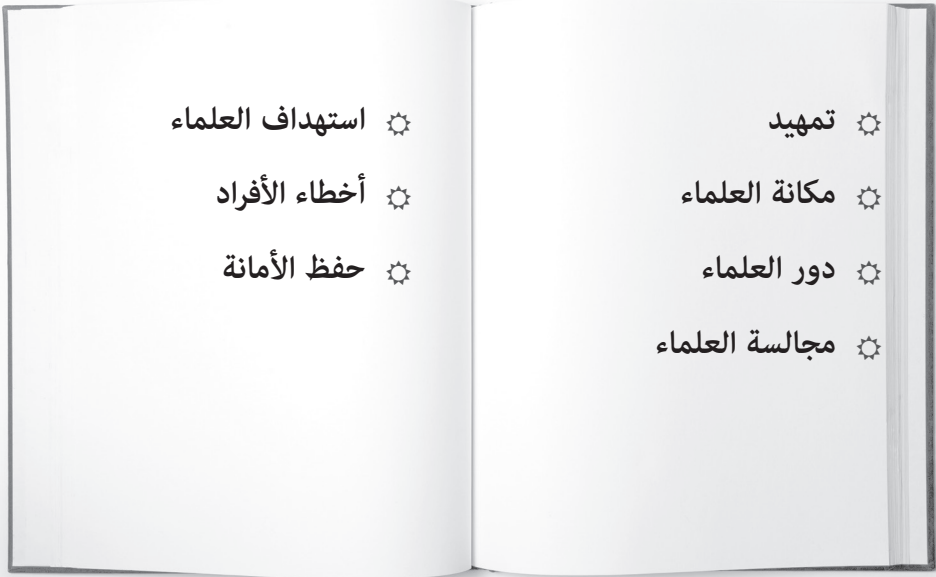 تمهيد
مكانة العلماء
دور العلماء
مجالسة العلماء
استهداف العلماء
أخطاء الأفراد
حفظ الأمانة